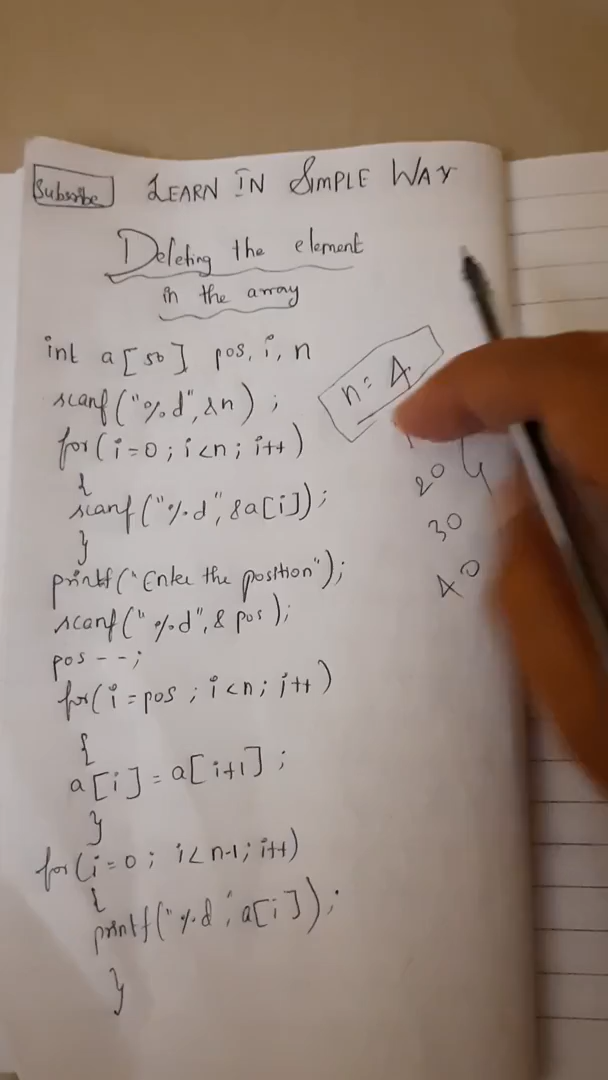 Subscribe LEARN IN SIMPLE WAY
Deleting the element
in the array
int a[50] pos, i, n
scanf("%d",&n);
for(i=0; i<n; i++)
{
scanf("%d",&a[i]);
}
printf("Enter the position");
scanf("%d",& pos);
pos--;
for(i=pos; i<n; i++)
{
a[i]=a[i+1];
}
for(i=0; i<n-1; i++)
{
printf("%d",a[i]);
}
n=4
20
30
40